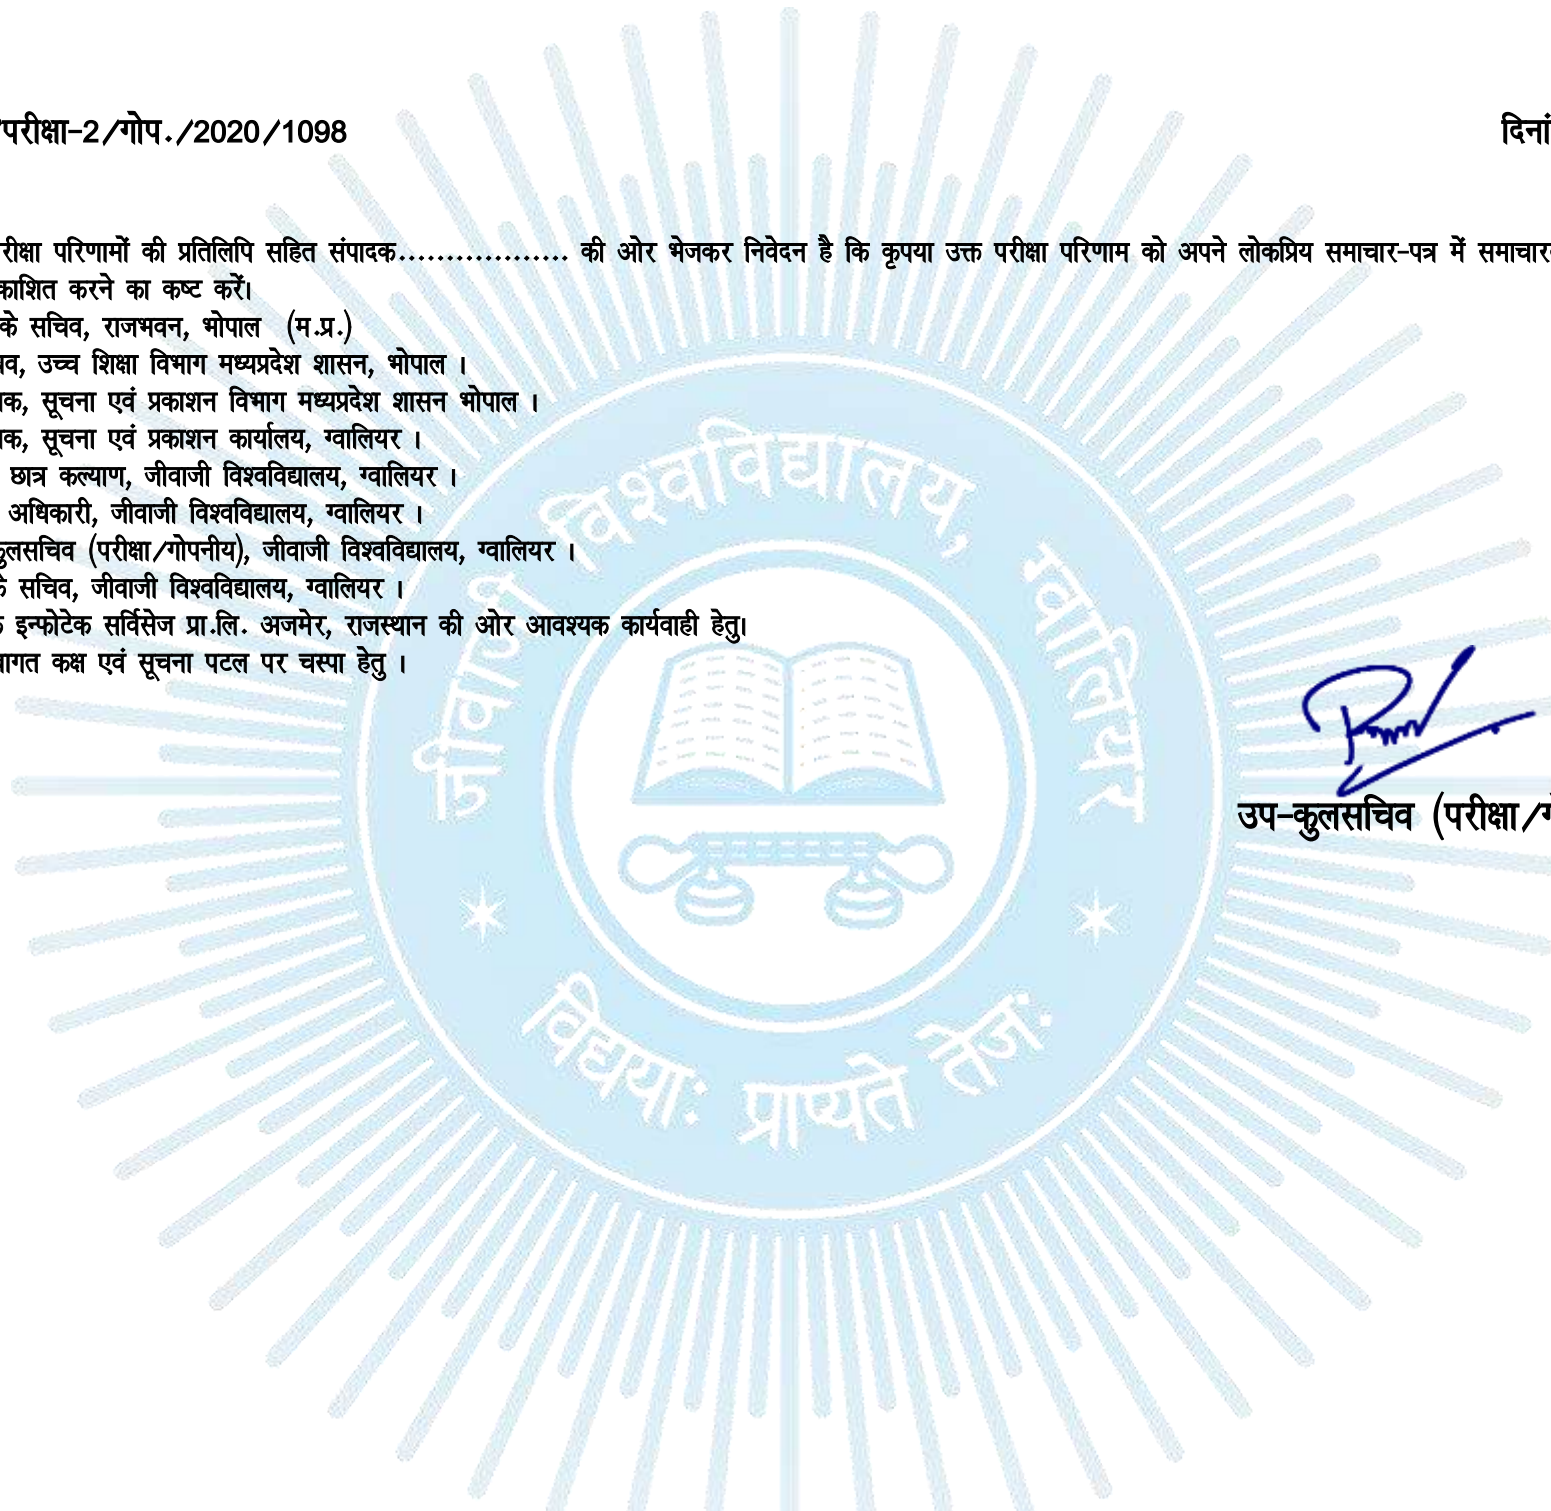 परीक्षा-2/गोप./2020/1098 दिनां
रीक्षा परिणामों की प्रतिलिपि सहित संपादक.................. की ओर भेजकर निवेदन है कि कृपया उक्त परीक्षा परिणाम को अपने लोकप्रिय समाचार-पत्र में समाचार
काशित करने का कष्ट करें।
के सचिव, राजभवन, भोपाल (म.प्र.)
व, उच्च शिक्षा विभाग मध्यप्रदेश शासन, भोपाल ।
क, सूचना एवं प्रकाशन विभाग मध्यप्रदेश शासन भोपाल ।
क, सूचना एवं प्रकाशन कार्यालय, ग्वालियर ।
छात्र कल्याण, जीवाजी विश्वविद्यालय, ग्वालियर ।
अधिकारी, जीवाजी विश्वविद्यालय, ग्वालियर ।
कुलसचिव (परीक्षा/गोपनीय), जीवाजी विश्वविद्यालय, ग्वालियर ।
के सचिव, जीवाजी विश्वविद्यालय, ग्वालियर ।
क इन्फोटेक सर्विसेज प्रा.लि. अजमेर, राजस्थान की ओर आवश्यक कार्यवाही हेतु।
वागत कक्ष एवं सूचना पटल पर चस्पा हेतु ।
उप-कुलसचिव (परीक्षा/ग
जीवाजी विश्वविद्यालय, ग्वालियर
विद्यया: प्राप्यते तेज: